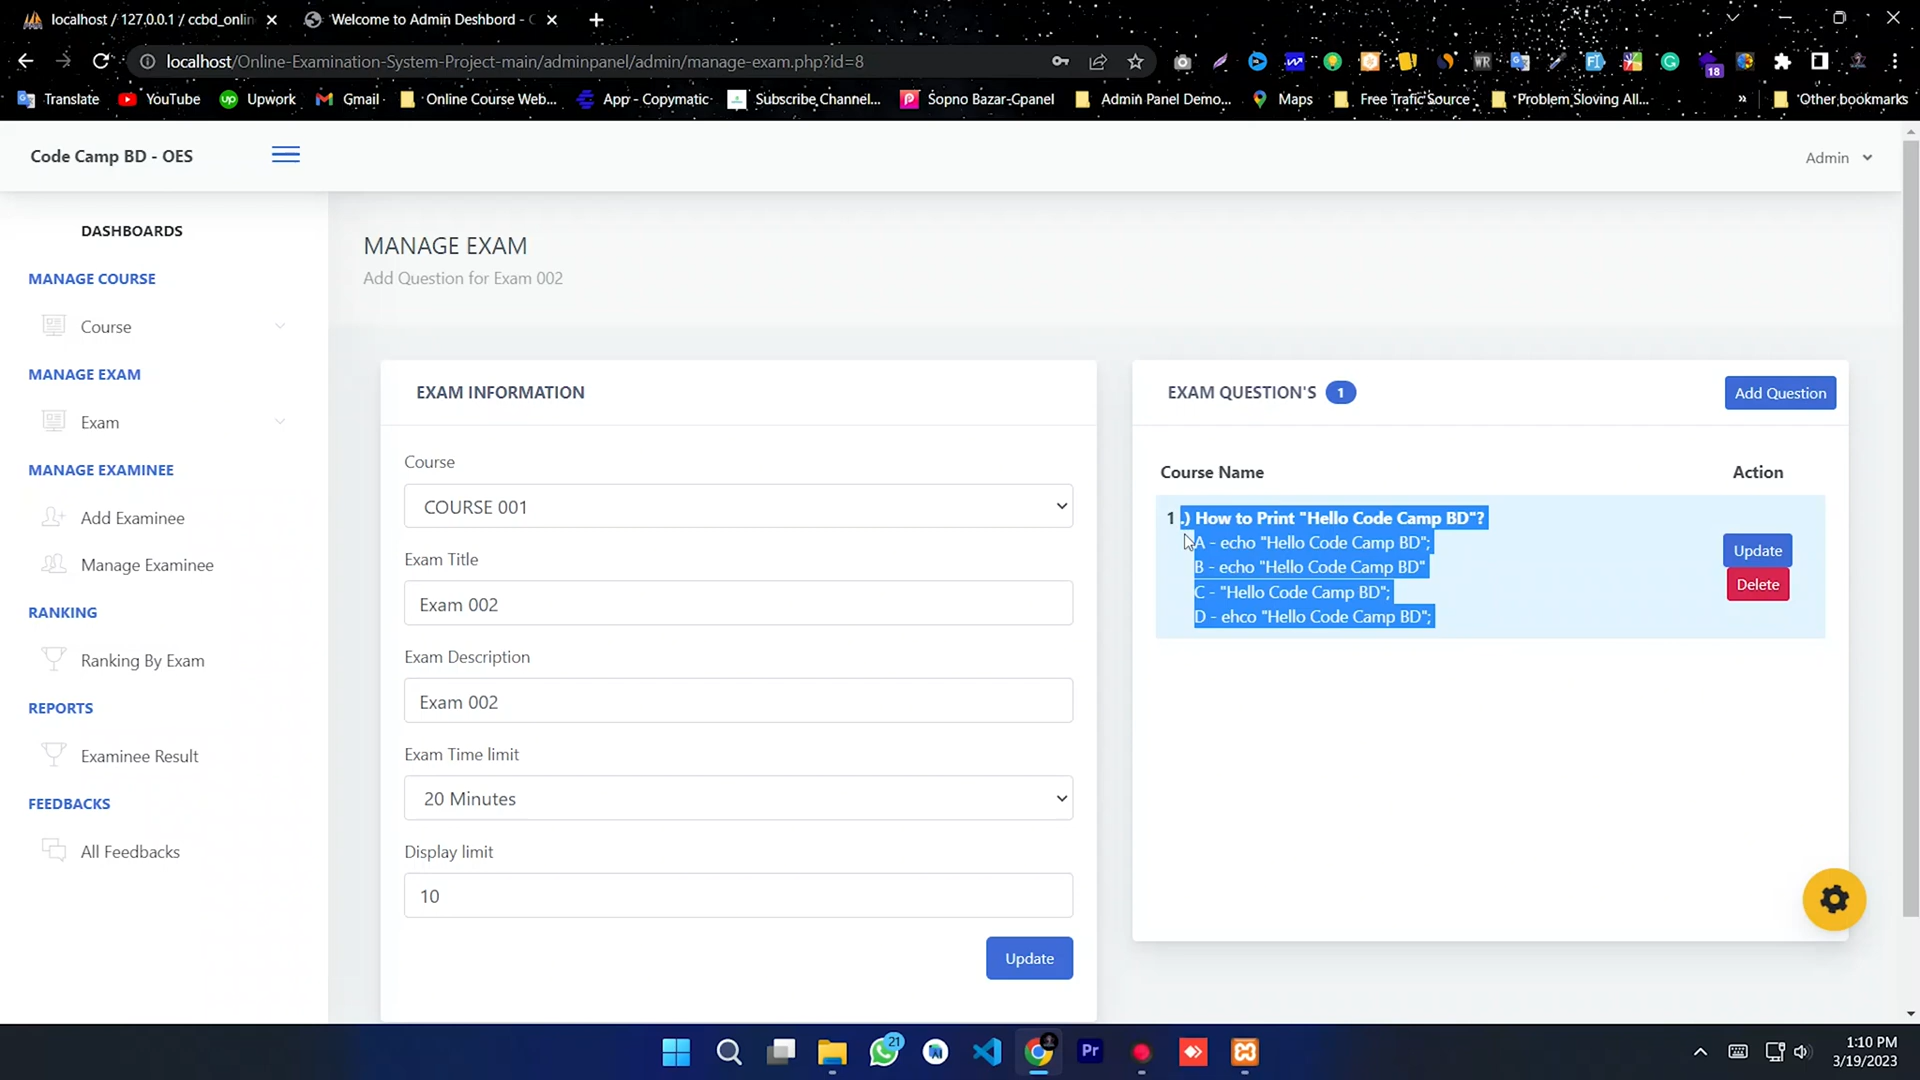 localhost / 127.0.0.1 / ccbd_onlin
Welcome to Admin Deshbord - C
localhost/Online-Examination-System-Project-main/adminpanel/admin/manage-exam.php?id=8
WR
18
Translate
YouTube
Upwork
Gmail
Online Course Web...
App - Copymatic
Subscribe Channel...
Sopno Bazar-Cpanel
Admin Panel Demo...
Maps
Free Trafic Source
Problem Sloving All...
»
Other bookmarks
Code Camp BD - OES
Admin
DASHBOARDS
MANAGE COURSE
Course
MANAGE EXAM
Exam
MANAGE EXAMINEE
Add Examinee
Manage Examinee
RANKING
Ranking By Exam
REPORTS
Examinee Result
FEEDBACKS
All Feedbacks
MANAGE EXAM
Add Question for Exam 002
EXAM INFORMATION
Course
COURSE 001
Exam Title
Exam 002
Exam Description
Exam 002
Exam Time limit
20 Minutes
Display limit
10
Update
EXAM QUESTION'S 1
Add Question
Course Name Action
1 .) How to Print "Hello Code Camp BD"?
A - echo "Hello Code Camp BD";
B - echo "Hello Code Camp BD"
C - "Hello Code Camp BD";
D - ehco "Hello Code Camp BD";
Update
Delete
21
Pr
1:10 PM
3/19/2023